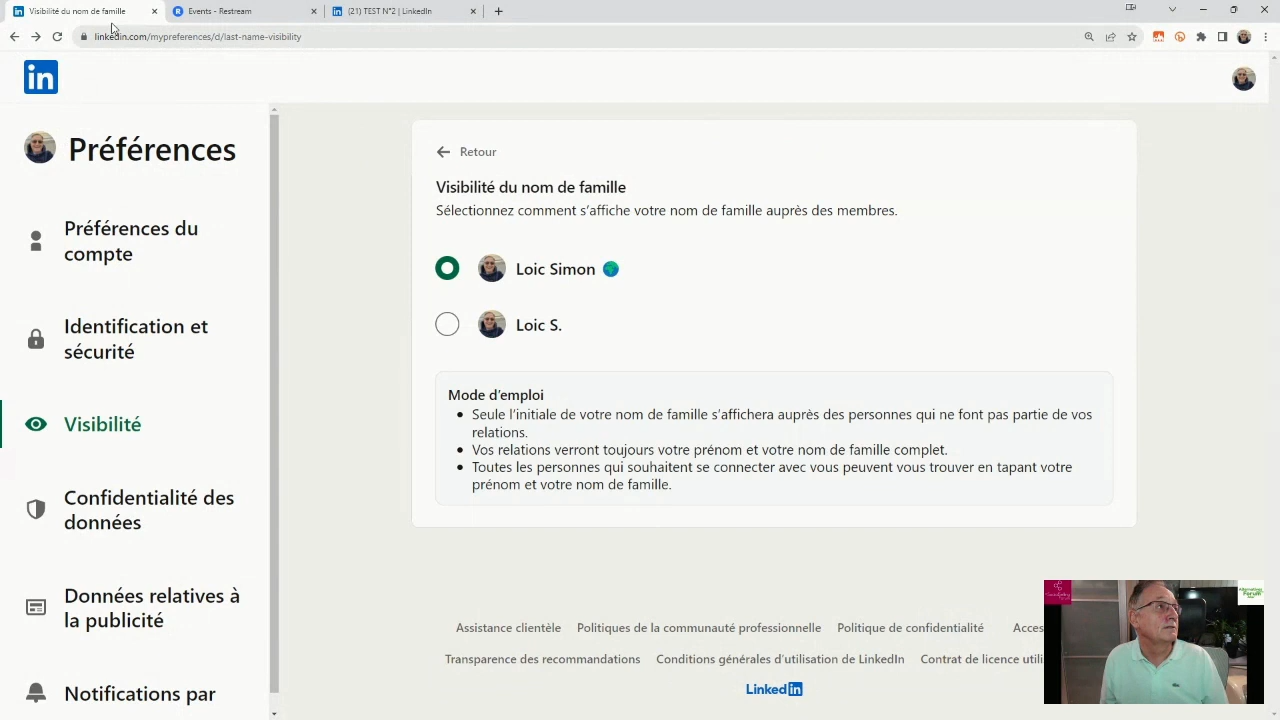 Visibilité du nom de famille
Events - Restream
(21) TEST N°2 | LinkedIn
linkedin.com/mypreferences/d/last-name-visibility
in
Préférences
Préférences du
compte
Identification et
sécurité
Visibilité
Confidentialité des
données
Données relatives à
la publicité
Notifications par
Retour
Visibilité du nom de famille
Sélectionnez comment s’affiche votre nom de famille auprès des membres.
Loic Simon
Loic S.
Mode d’emploi
Seule l’initiale de votre nom de famille s’affichera auprès des personnes qui ne font pas partie de vos
relations.
Vos relations verront toujours votre prénom et votre nom de famille complet.
Toutes les personnes qui souhaitent se connecter avec vous peuvent vous trouver en tapant votre
prénom et votre nom de famille.
Assistance clientèle
Politiques de la communauté professionnelle
Politique de confidentialité
Acces
Transparence des recommandations
Conditions générales d’utilisation de LinkedIn
Contrat de licence utili
Linkedin